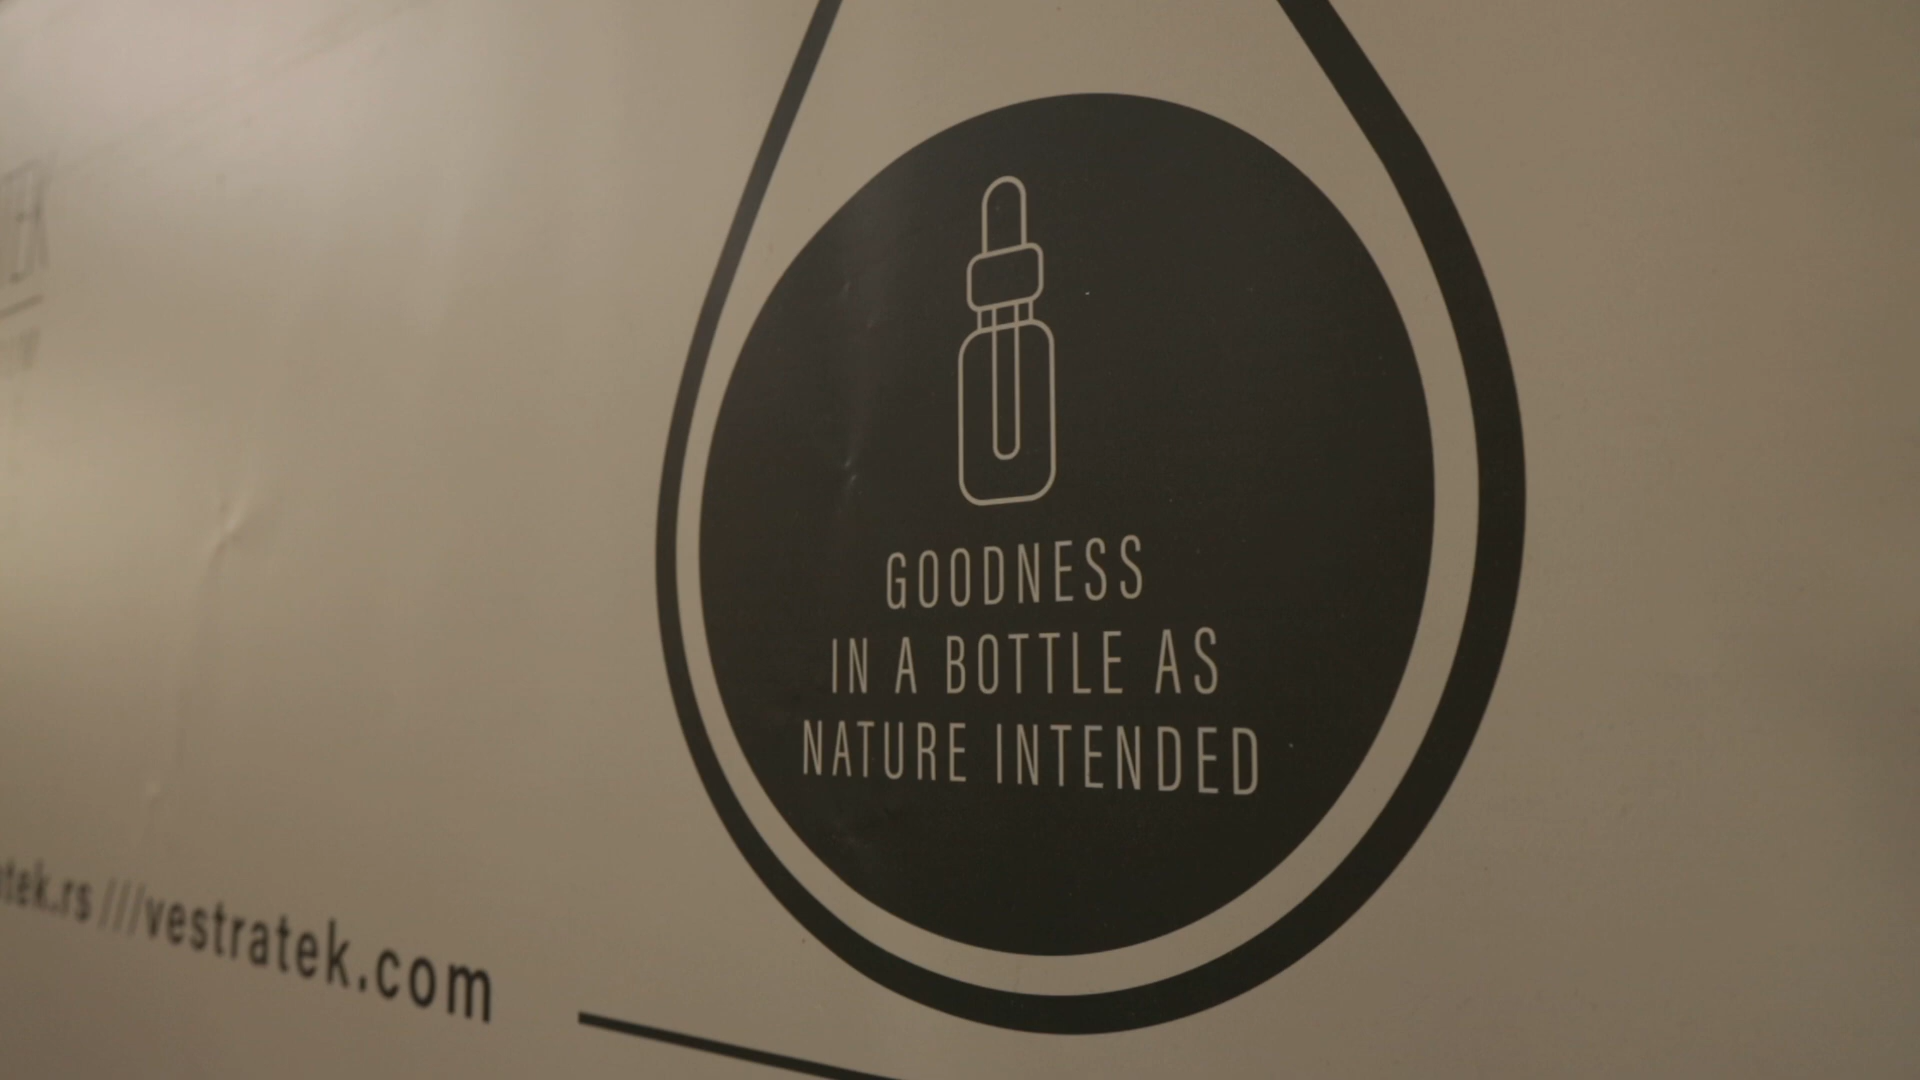 GOODNESS
IN A BOTTLE AS
NATURE INTENDED
tek.rs ///vestratek.com